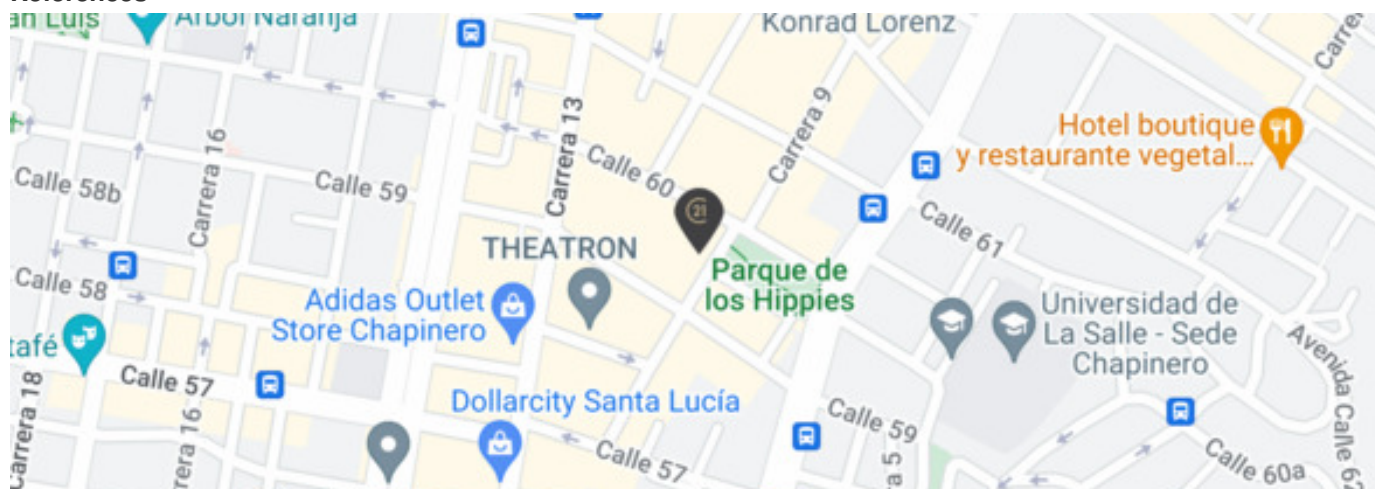 Arbol Naranja
Konrad Lorenz
Carrera 9
Carrera 13
Carrera 16
Calle 60
Hotel boutique
y restaurante vegetal...
Calle 58b
Calle 59
21
Calle 61
THEATRON
Parque de
los Hippies
Calle 58
Adidas Outlet
Store Chapinero
Universidad de
La Salle - Sede
Chapinero
Avenida Calle 62
Calle 57
Dollarcity Santa Lucía
Carrera 18
Calle 59
Calle 57
Calle 60a